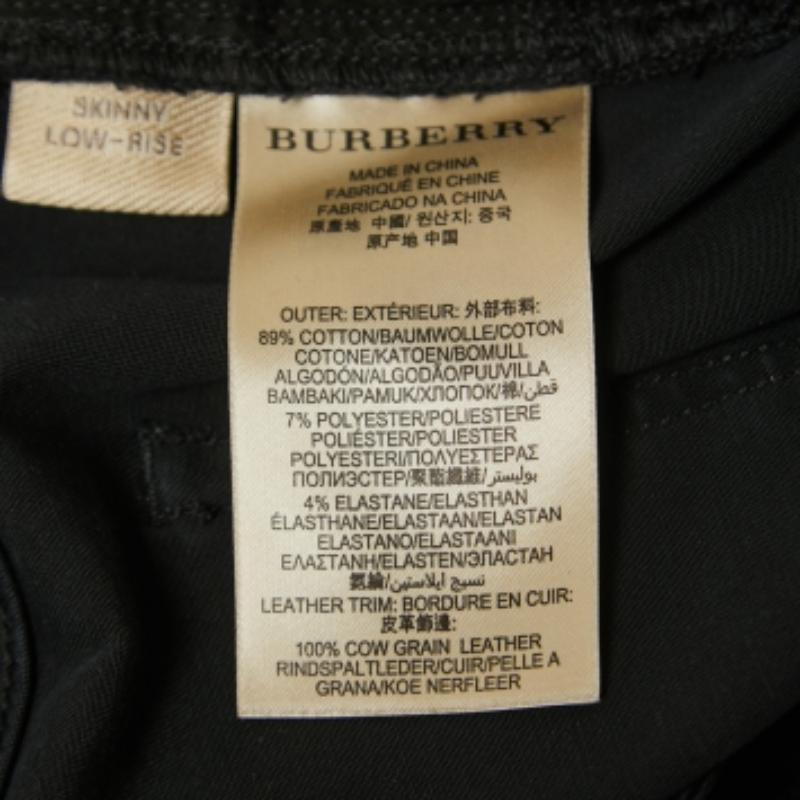 SKINNY
LOW-RISE
BURBERRY
MADE IN CHINA
FABRIQUÉ EN CHINE
FABRICADO NA CHINA
原產地 中國/ 원산지: 중국
原产地 中国
OUTER: EXTÉRIEUR: 外部布料:
89% COTTON/BAUMWOLLE/COTON
COTONE/KATOEN/BOMULL
ALGODÓN/ALGODÃO/PUUVILLA
BAMBAKI/PAMUK/ХЛОПОК/棉/قطن
7% POLYESTER/POLIESTERE
POLIÉSTER/POLIESTER
POLYESTERI/ΠΟΛΥΕΣΤΕΡΑΣ
ПОЛИЭСТЕР/聚酯纖維/بوليستر
4% ELASTANE/ELASTHAN
ÉLASTHANE/ELASTAAN/ELASTAN
ELASTANO/ELASTAANI
ΕΛΑΣΤΑΝΗ/ELASTEN/ЭЛАСТАН
氨綸/نسيج ايلاستين
LEATHER TRIM: BORDURE EN CUIR:
皮革飾邊:
100% COW GRAIN LEATHER
RINDSPALTLEDER/CUIR/PELLE A
GRANA/KOE NERFLEER